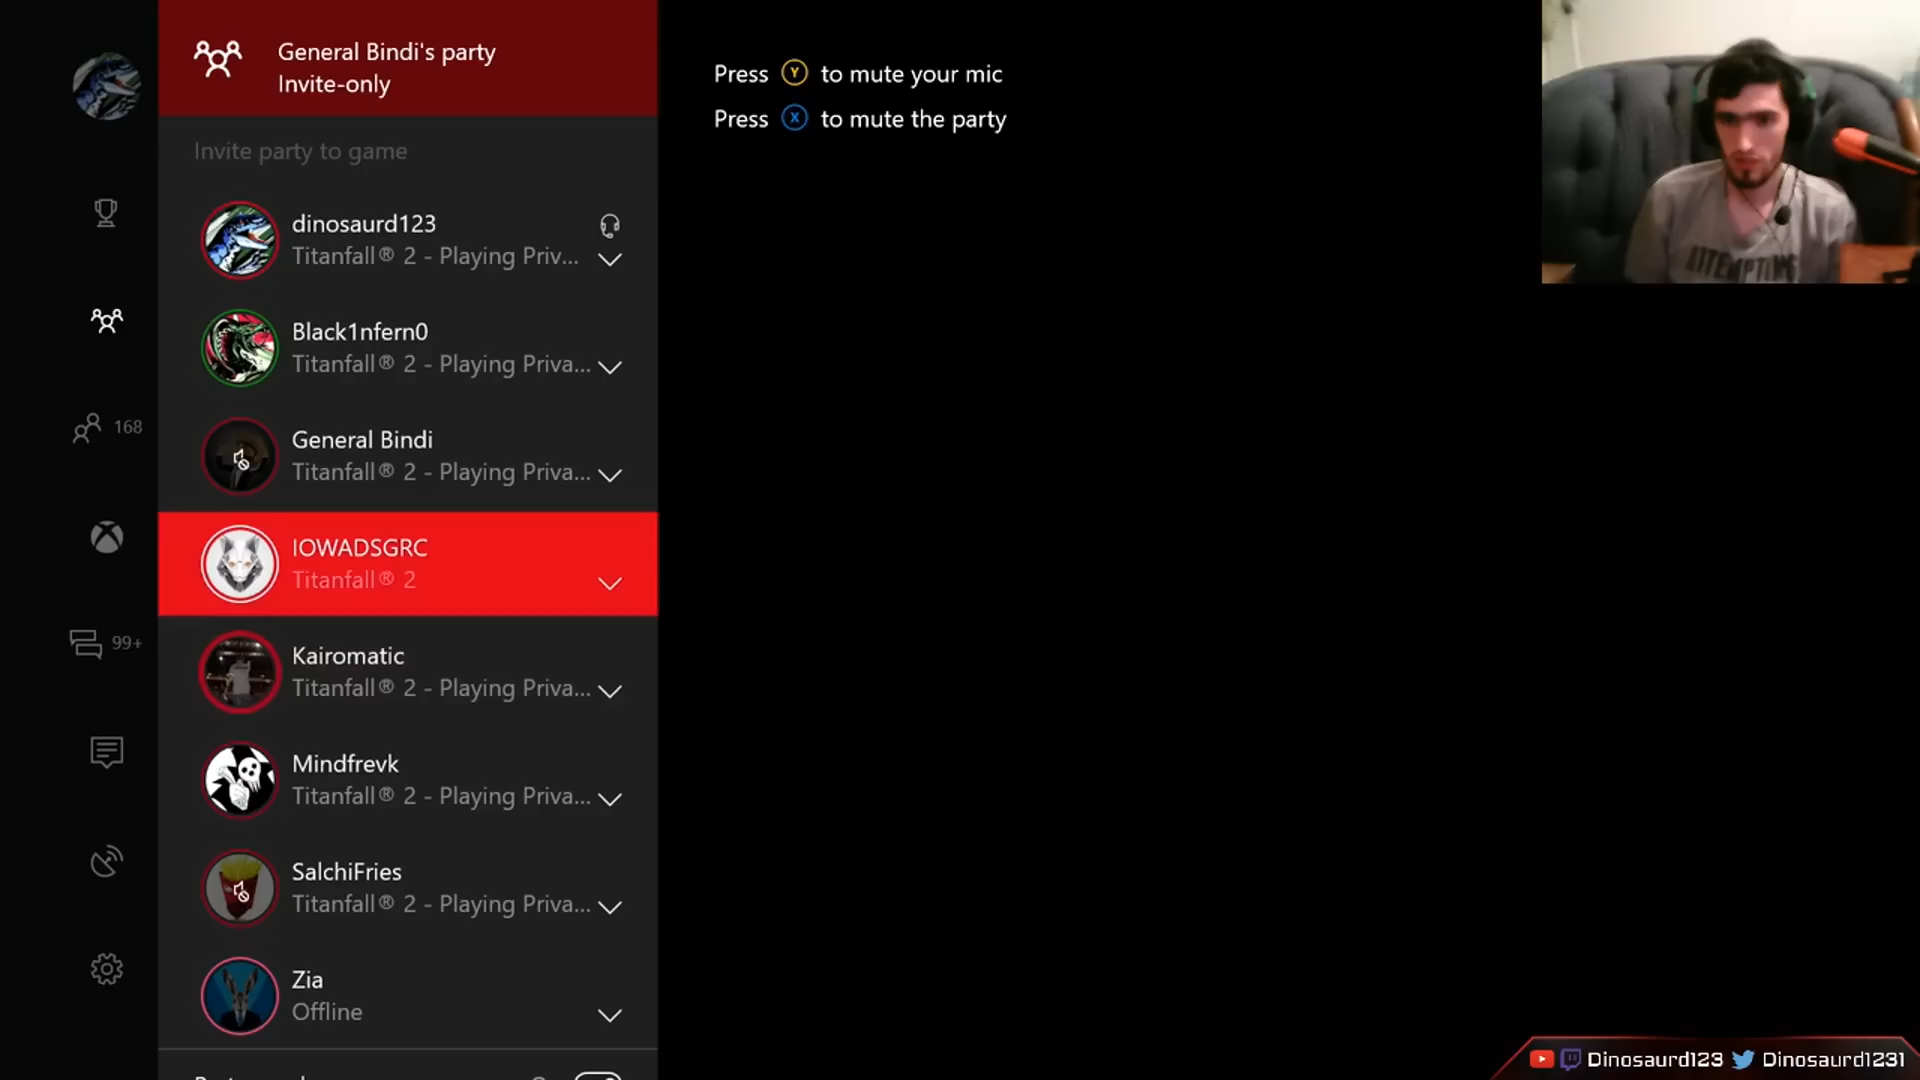 General Bindi's party
Invite-only
Invite party to game
dinosaurd123
Titanfall® 2 - Playing Priv...
Black1nfern0
Titanfall® 2 - Playing Priva...
General Bindi
Titanfall® 2 - Playing Priva...
IOWADSGRC
Titanfall® 2
Kairomatic
Titanfall® 2 - Playing Priva...
Mindfrevk
Titanfall® 2 - Playing Priva...
SalchiFries
Titanfall® 2 - Playing Priva...
Zia
Offline
168
99+
Press Y to mute your mic
Press X to mute the party
ATTEMPTING
Dinosaurd123 Dinosaurd1231